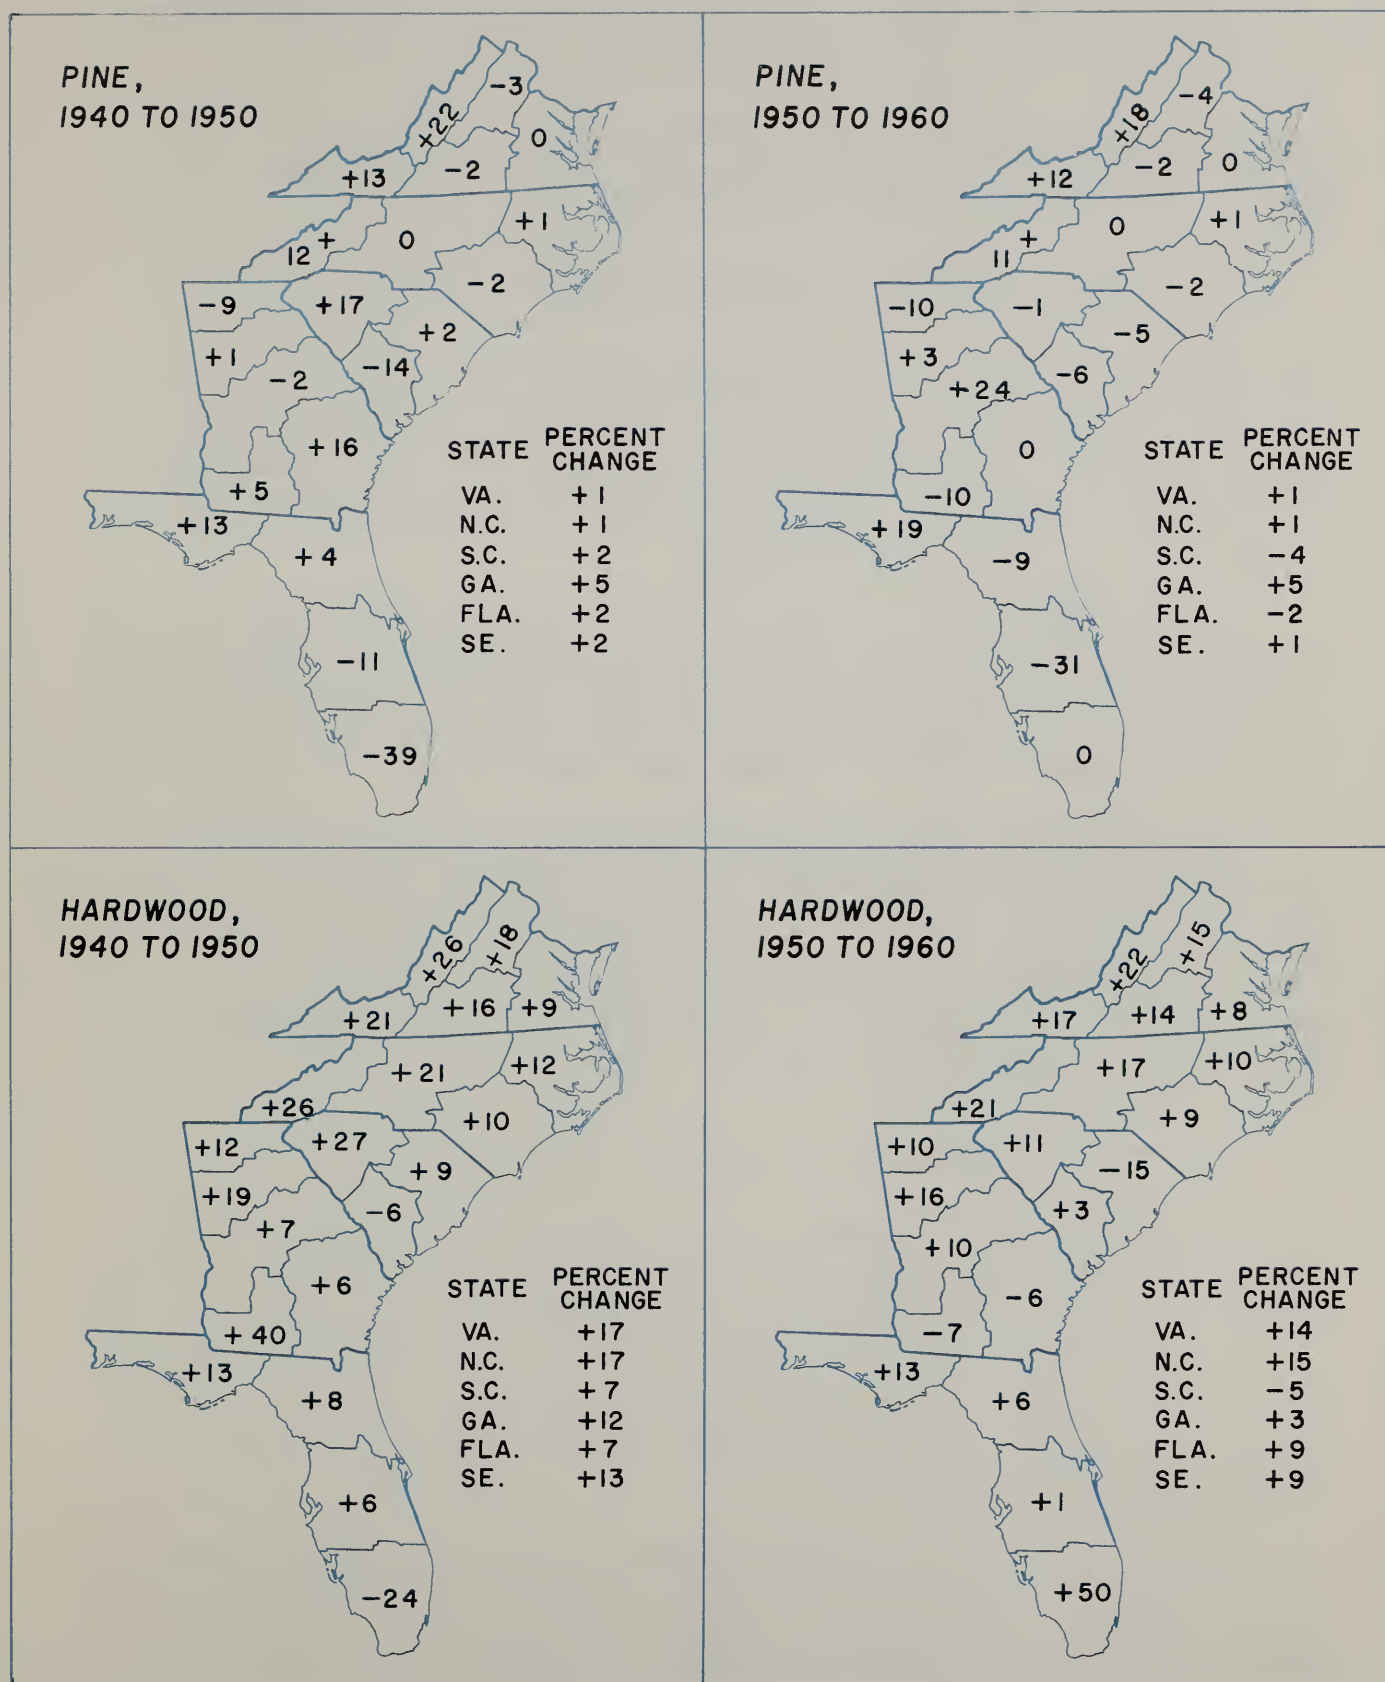 PINE,
1940 TO 1950
-3
+22
0
+13
-2
+1
12 +
0
-2
-9
+17
+2
+1
-2
-14
+16
+5
+13
+4
-11
-39
STATE PERCENT CHANGE
VA. +1
N.C. +1
S.C. +2
GA. +5
FLA. +2
SE. +2
PINE,
1950 TO 1960
-4
+18
0
+12
-2
+1
11 +
0
-2
-10
-1
-5
+3
+24
-6
0
-10
+19
-9
-31
0
STATE PERCENT CHANGE
VA. +1
N.C. +1
S.C. -4
GA. +5
FLA. -2
SE. +1
HARDWOOD,
1940 TO 1950
+26
+18
+21
+16
+9
+21
+12
+26
+10
+12
+27
+9
+19
+7
-6
+6
+40
+13
+8
+6
-24
STATE PERCENT CHANGE
VA. +17
N.C. +17
S.C. +7
GA. +12
FLA. +7
SE. +13
HARDWOOD,
1950 TO 1960
+22
+15
+17
+14
+8
+17
+10
+21
+9
+10
+11
-15
+16
+10
+3
-6
-7
+13
+6
+1
+50
STATE PERCENT CHANGE
VA. +14
N.C. +15
S.C. -5
GA. +3
FLA. +9
SE. +9